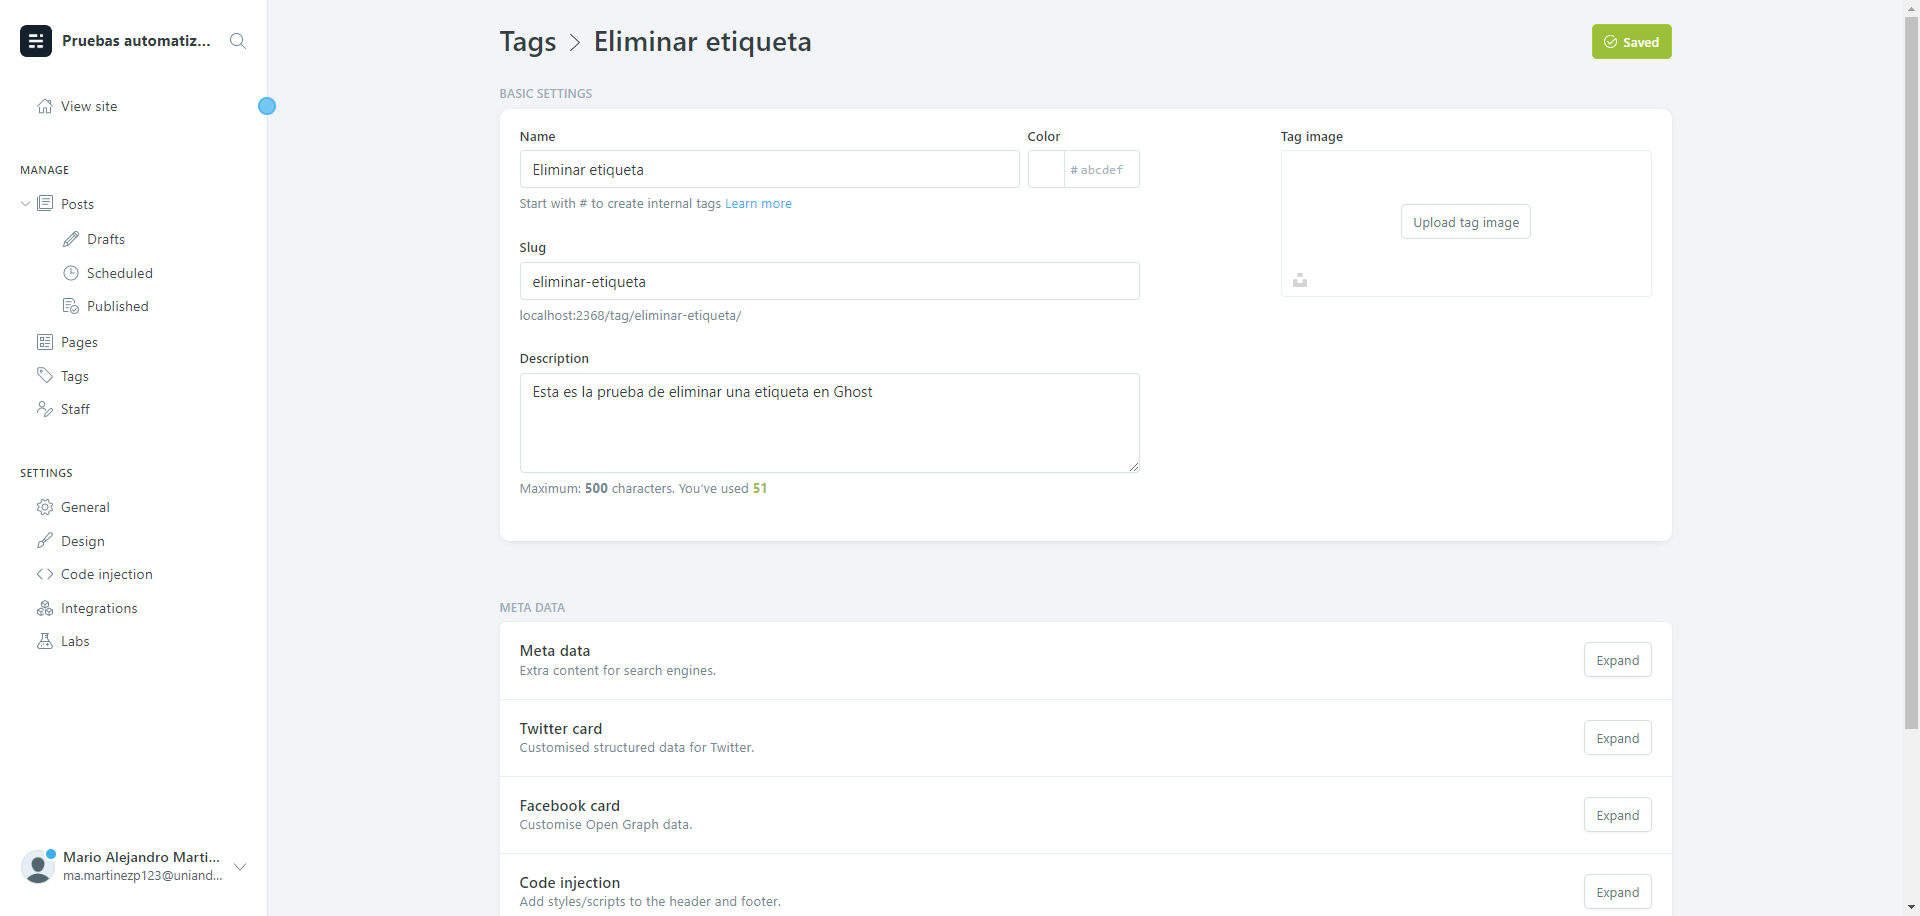 Pruebas automatiz...
View site
MANAGE
Posts
Drafts
Scheduled
Published
Pages
Tags
Staff
SETTINGS
General
Design
Code injection
Integrations
Labs
Mario Alejandro Marti...
ma.martinezp123@uniand...
Tags > Eliminar etiqueta
Saved
BASIC SETTINGS
Name
Eliminar etiqueta
Start with # to create internal tags Learn more
Color
# abcdef
Slug
eliminar-etiqueta
localhost:2368/tag/eliminar-etiqueta/
Description
Esta es la prueba de eliminar una etiqueta en Ghost
Maximum: 500 characters. You've used 51
Tag image
Upload tag image
META DATA
Meta data
Extra content for search engines.
Expand
Twitter card
Customised structured data for Twitter.
Expand
Facebook card
Customise Open Graph data.
Expand
Code injection
Add styles/scripts to the header and footer.
Expand